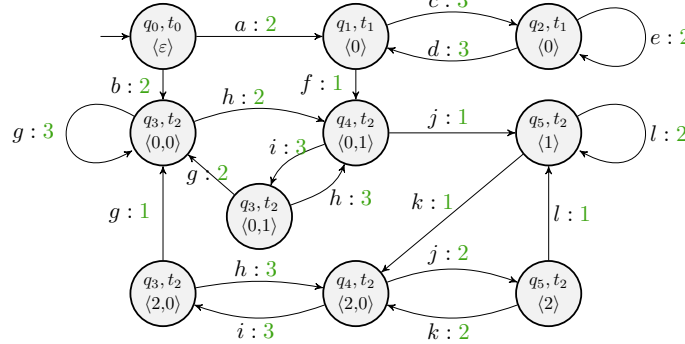 c : 3
q₀, t₀
⟨ε⟩
a : 2
q₁, t₁
⟨0⟩
q₂, t₁
⟨0⟩
d : 3
e : 2
b : 2
h : 2
f : 1
g : 3
q₃, t₂
⟨0,0⟩
q₄, t₂
⟨0,1⟩
j : 1
q₅, t₂
⟨1⟩
l : 2
i : 3
g : 2
q₃, t₂
⟨0,1⟩
h : 3
k : 1
g : 1
l : 1
h : 3
j : 2
q₃, t₂
⟨2,0⟩
q₄, t₂
⟨2,0⟩
q₅, t₂
⟨2⟩
i : 3
k : 2